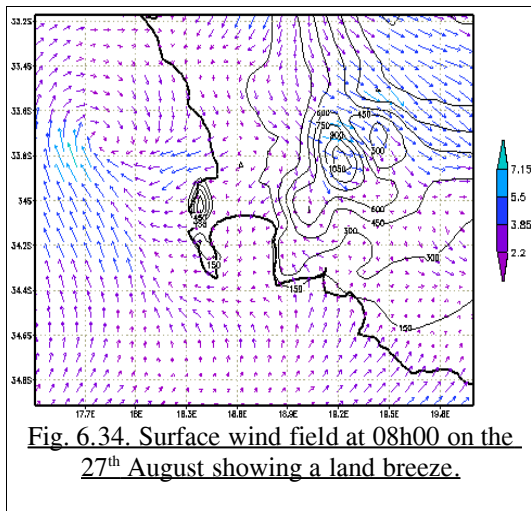 33.2S
33.4S
33.6S
600
450
750
900
33.8S
1050
7.15
5.5
3.85
2.2
34S
600
450
34.2S
300
150
300
34.4S
150
150
34.6S
34.8S
17.7E 18E 18.3E 18.6E 18.9E 19.2E 19.5E 19.8E
Fig. 6.34. Surface wind field at 08h00 on the
27th August showing a land breeze.